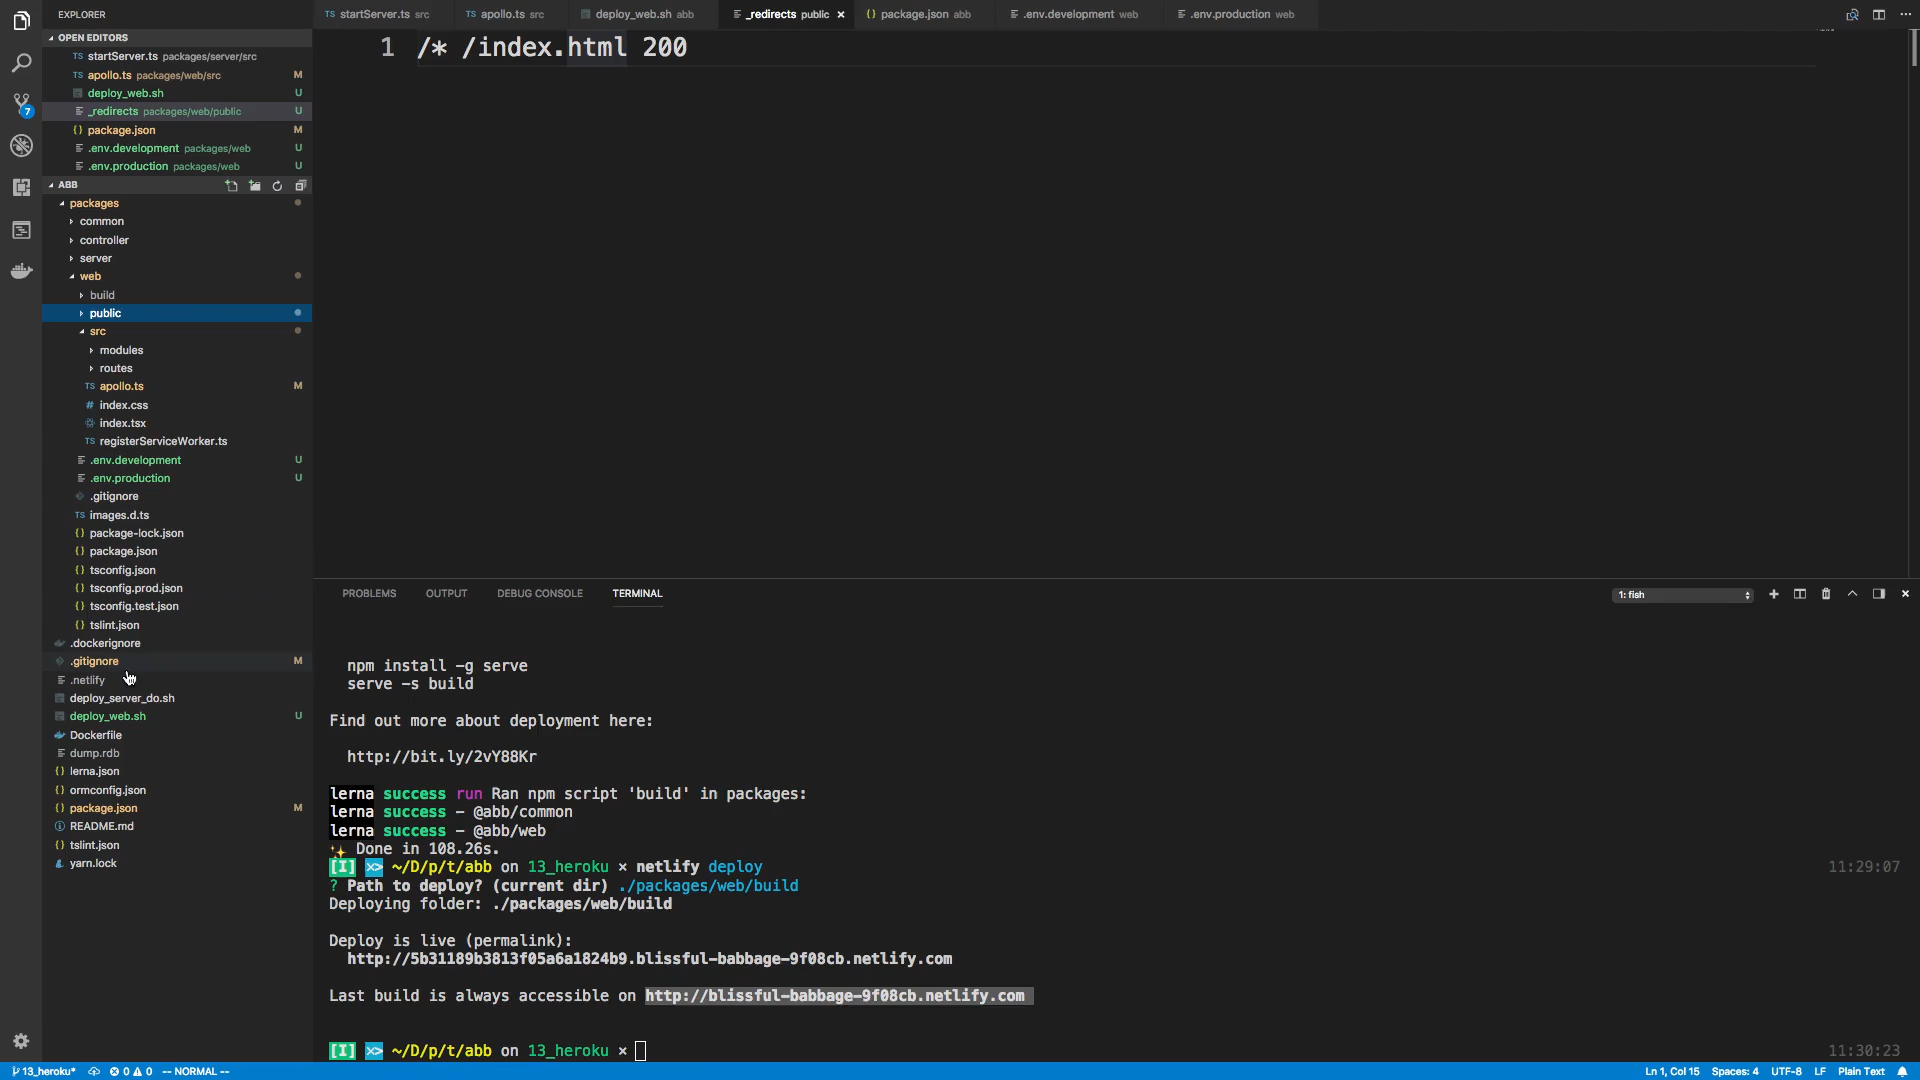 EXPLORER
OPEN EDITORS
TS startServer.ts packages/server/src
TS apollo.ts packages/web/src M
deploy_web.sh U
_redirects packages/web/public U
{} package.json M
.env.development packages/web U
.env.production packages/web U
ABB
packages
common
controller
server
web
build
public
src
modules
routes
TS apollo.ts M
# index.css
index.tsx
TS registerServiceWorker.ts
.env.development U
.env.production U
.gitignore
TS images.d.ts
{} package-lock.json
{} package.json
{} tsconfig.json
{} tsconfig.prod.json
{} tsconfig.test.json
{} tslint.json
.dockerignore
.gitignore M
.netlify
deploy_server_do.sh
deploy_web.sh U
Dockerfile
dump.rdb
{} lerna.json
{} ormconfig.json
{} package.json M
README.md
{} tslint.json
yarn.lock
7
TS startServer.ts src
TS apollo.ts src
deploy_web.sh abb
_redirects public ×
{} package.json abb
.env.development web
.env.production web
1 /* /index.html 200
PROBLEMS OUTPUT DEBUG CONSOLE TERMINAL
1: fish
npm install -g serve
serve -s build
Find out more about deployment here:
http://bit.ly/2vY88Kr
lerna success run Ran npm script 'build' in packages:
lerna success - @abb/common
lerna success - @abb/web
✨ Done in 108.26s.
[I] ~/D/p/t/abb on 13_heroku × netlify deploy 11:29:07
? Path to deploy? (current dir) ./packages/web/build
Deploying folder: ./packages/web/build
Deploy is live (permalink):
http://5b31189b3813f05a6a1824b9.blissful-babbage-9f08cb.netlify.com
Last build is always accessible on http://blissful-babbage-9f08cb.netlify.com
[I] ~/D/p/t/abb on 13_heroku × 11:30:23
13_heroku* 0 0 -- NORMAL --
Ln 1, Col 15 Spaces: 4 UTF-8 LF Plain Text